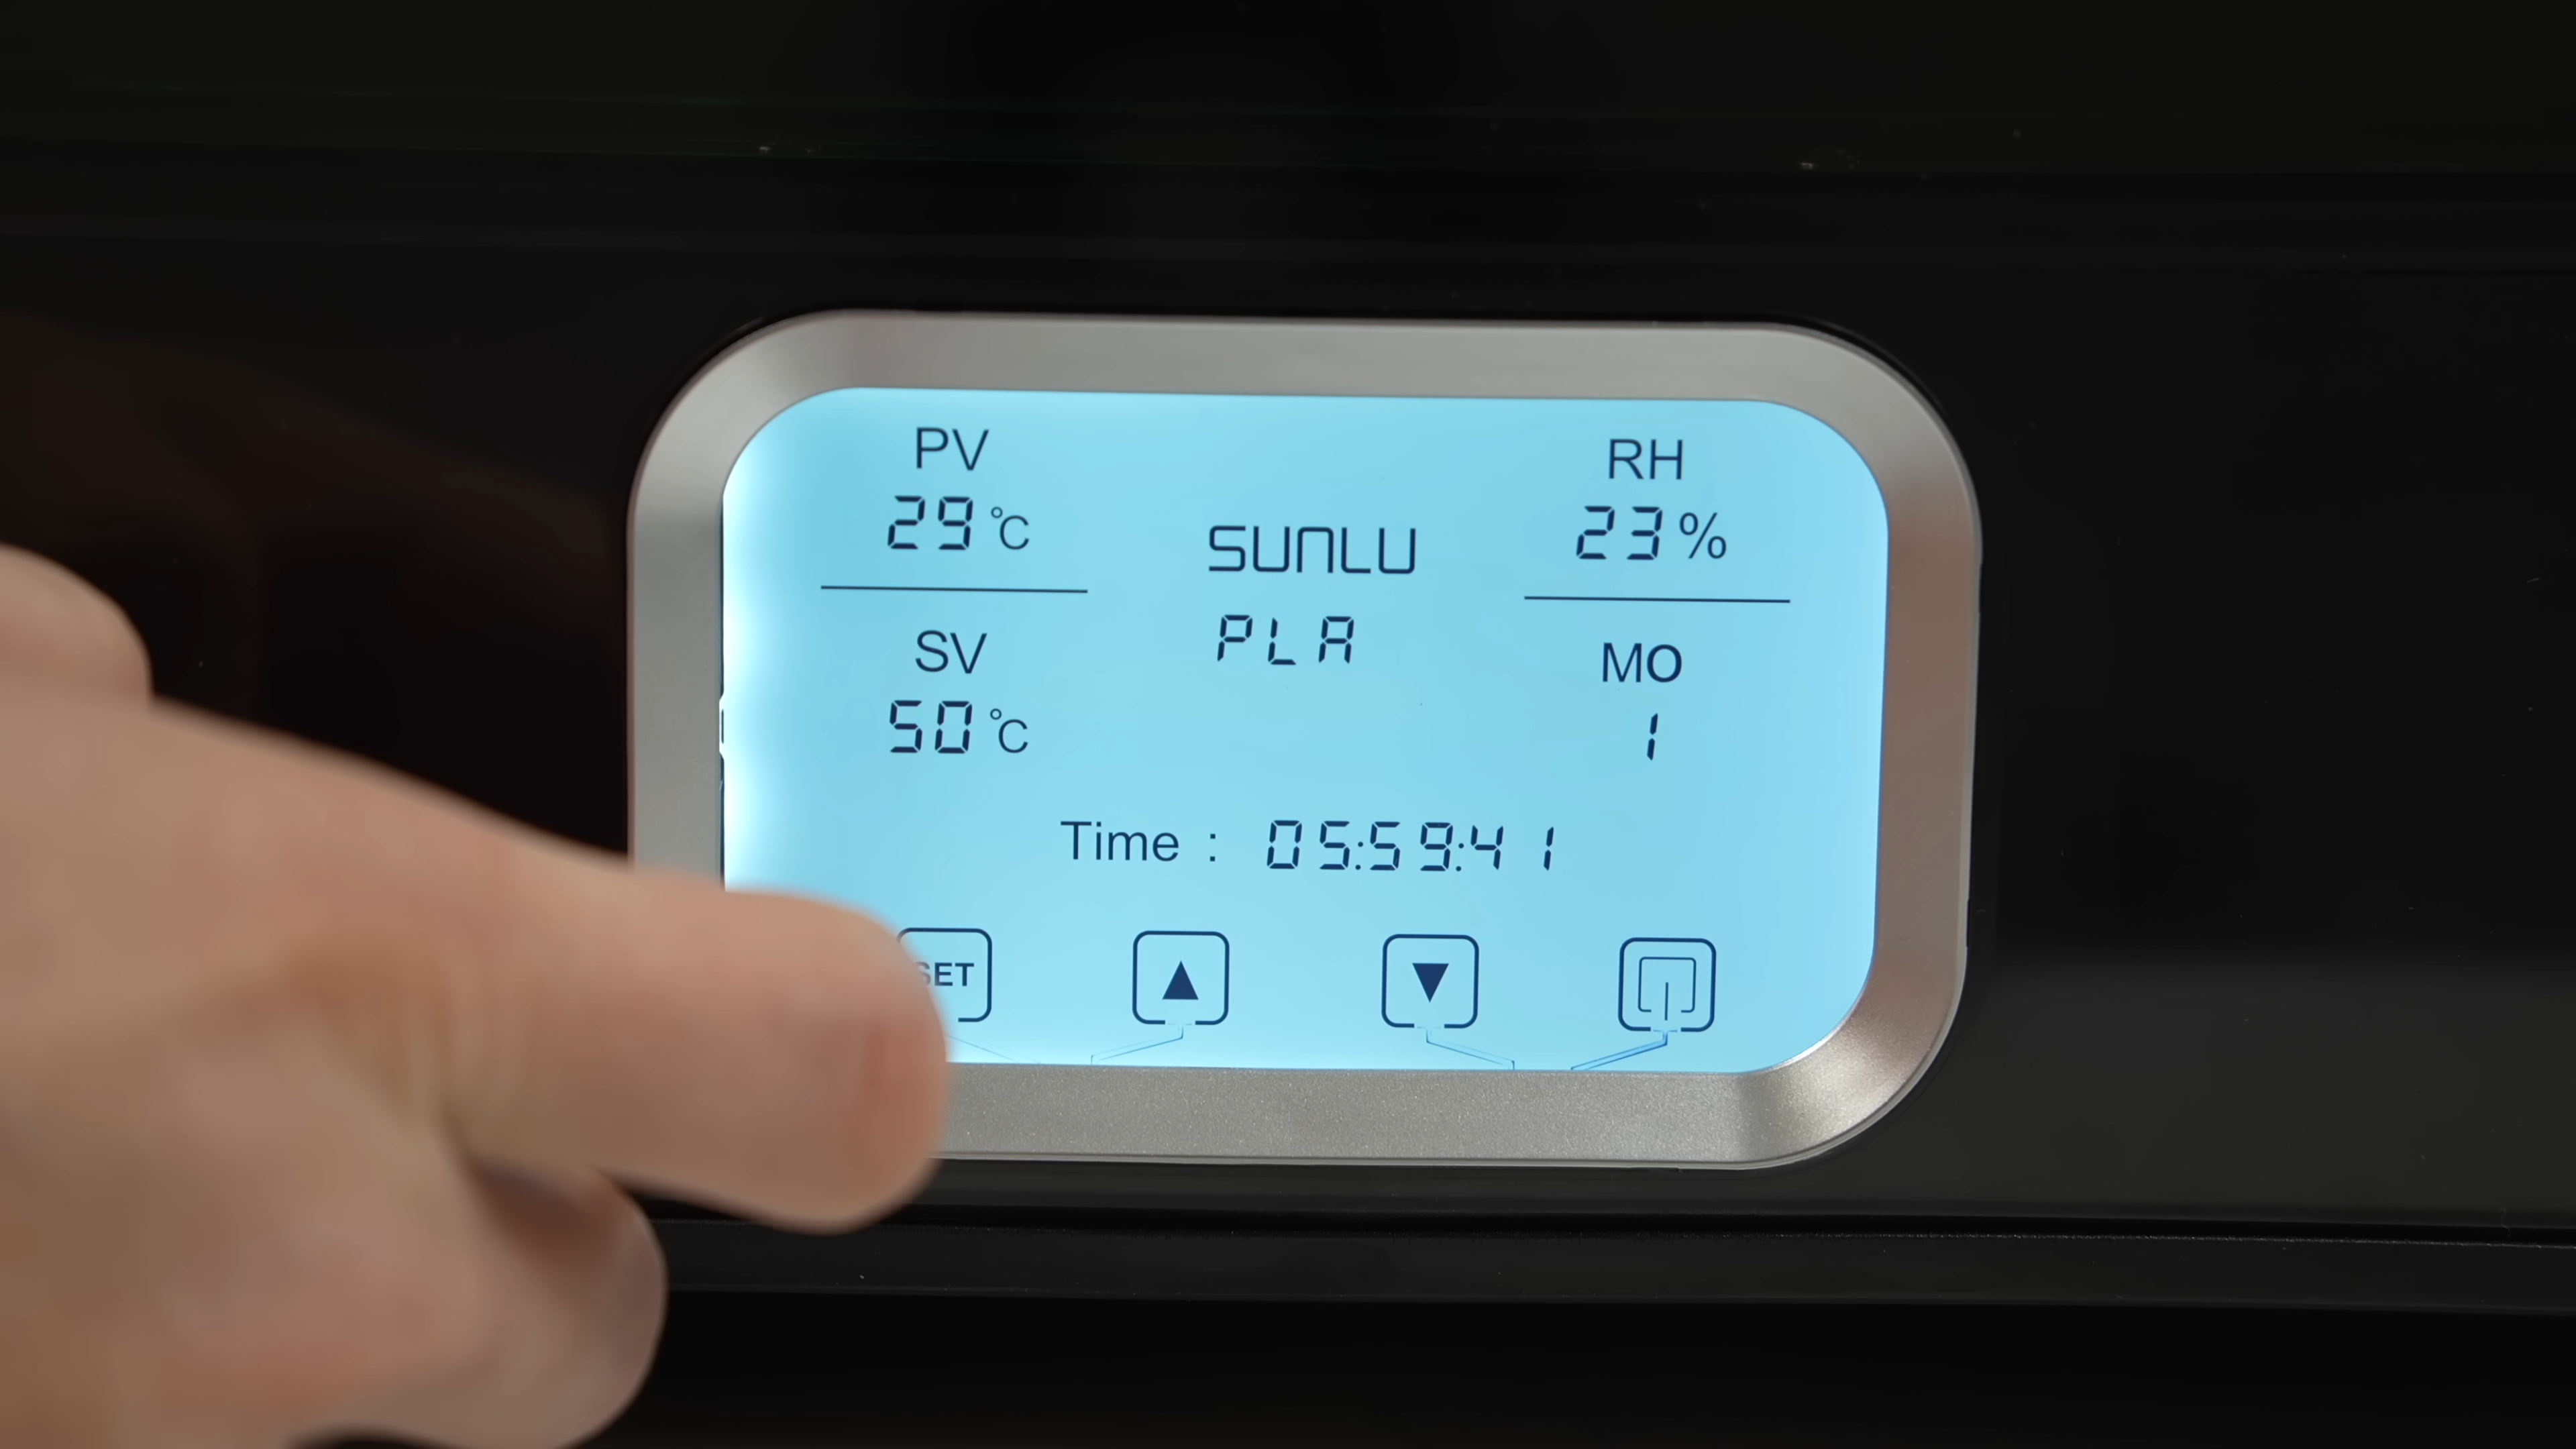 PV
29 °C
SV
50 °C
SUNLU
PLA
RH
23 %
MO
1
Time : 05:59:41
SET